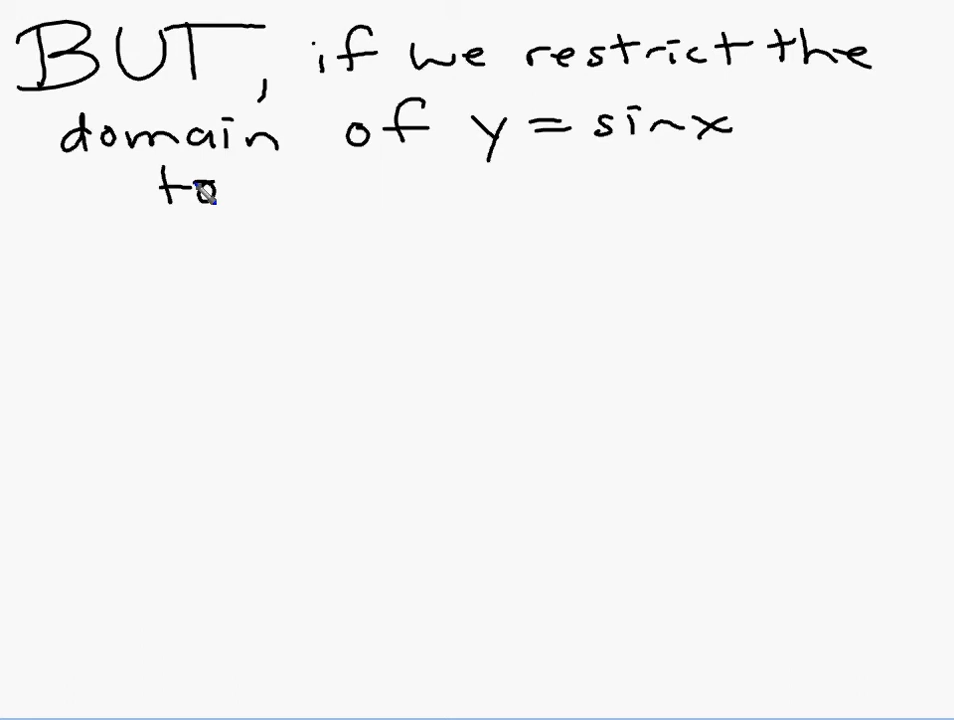 BUT, if we restrict the
domain of y = sinx
to